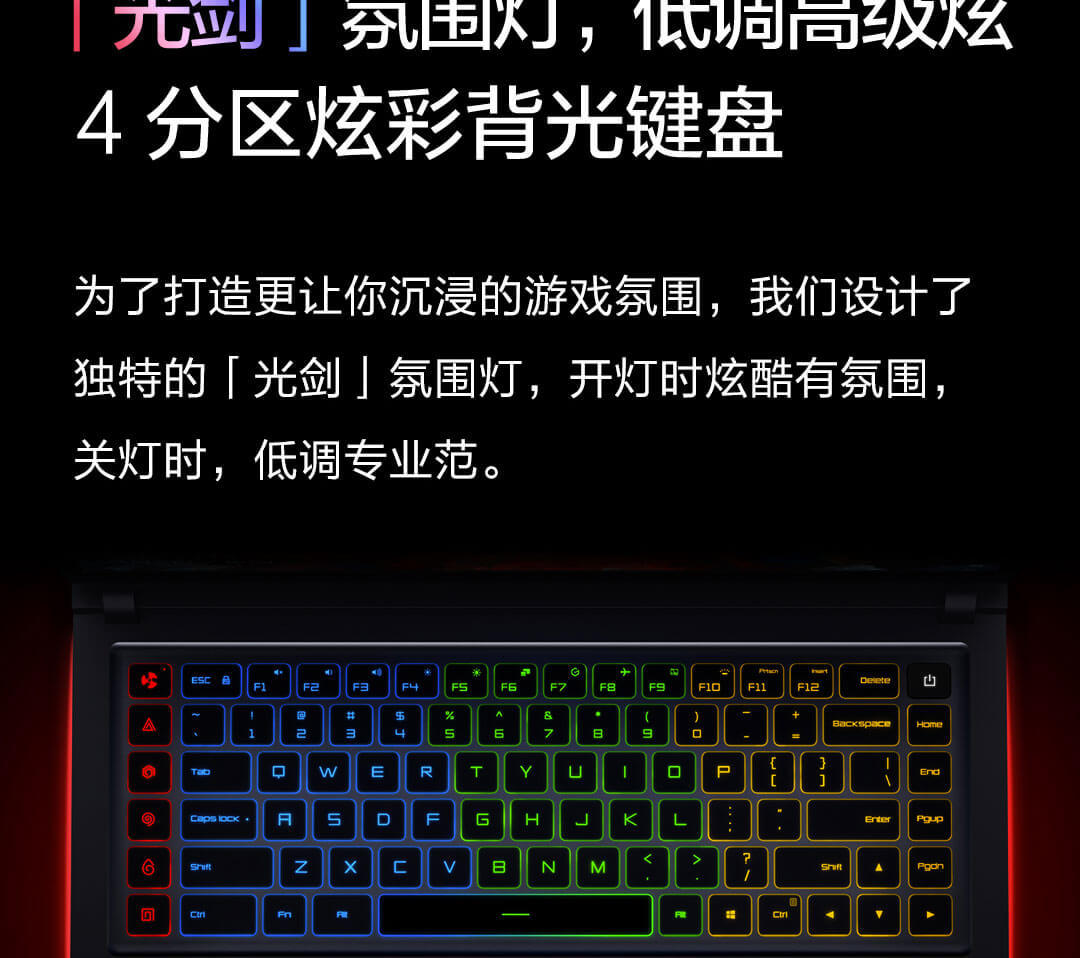 「光剑」氛围灯，低调高级炫
4 分区炫彩背光键盘
为了打造更让你沉浸的游戏氛围，我们设计了
独特的「光剑」氛围灯，开灯时炫酷有氛围，
关灯时，低调专业范。
ESC F1 F2 F3 F4 F5 F6 F7 F8 F9 F10 PrtScn F11 Insert F12 Delete
~ ` ! 1 @ 2 # 3 $ 4 % 5 ^ 6 & 7 * 8 ( 9 ) 0 _ - + = Backspace Home
Tab Q W E R T Y U I O P { [ } ] | \ End
Caps lock A S D F G H J K L : ; " ' Enter Pgup
Shift Z X C V B N M < , > . ? / Shift Pgdn
Ctrl Fn Alt Alt Ctrl